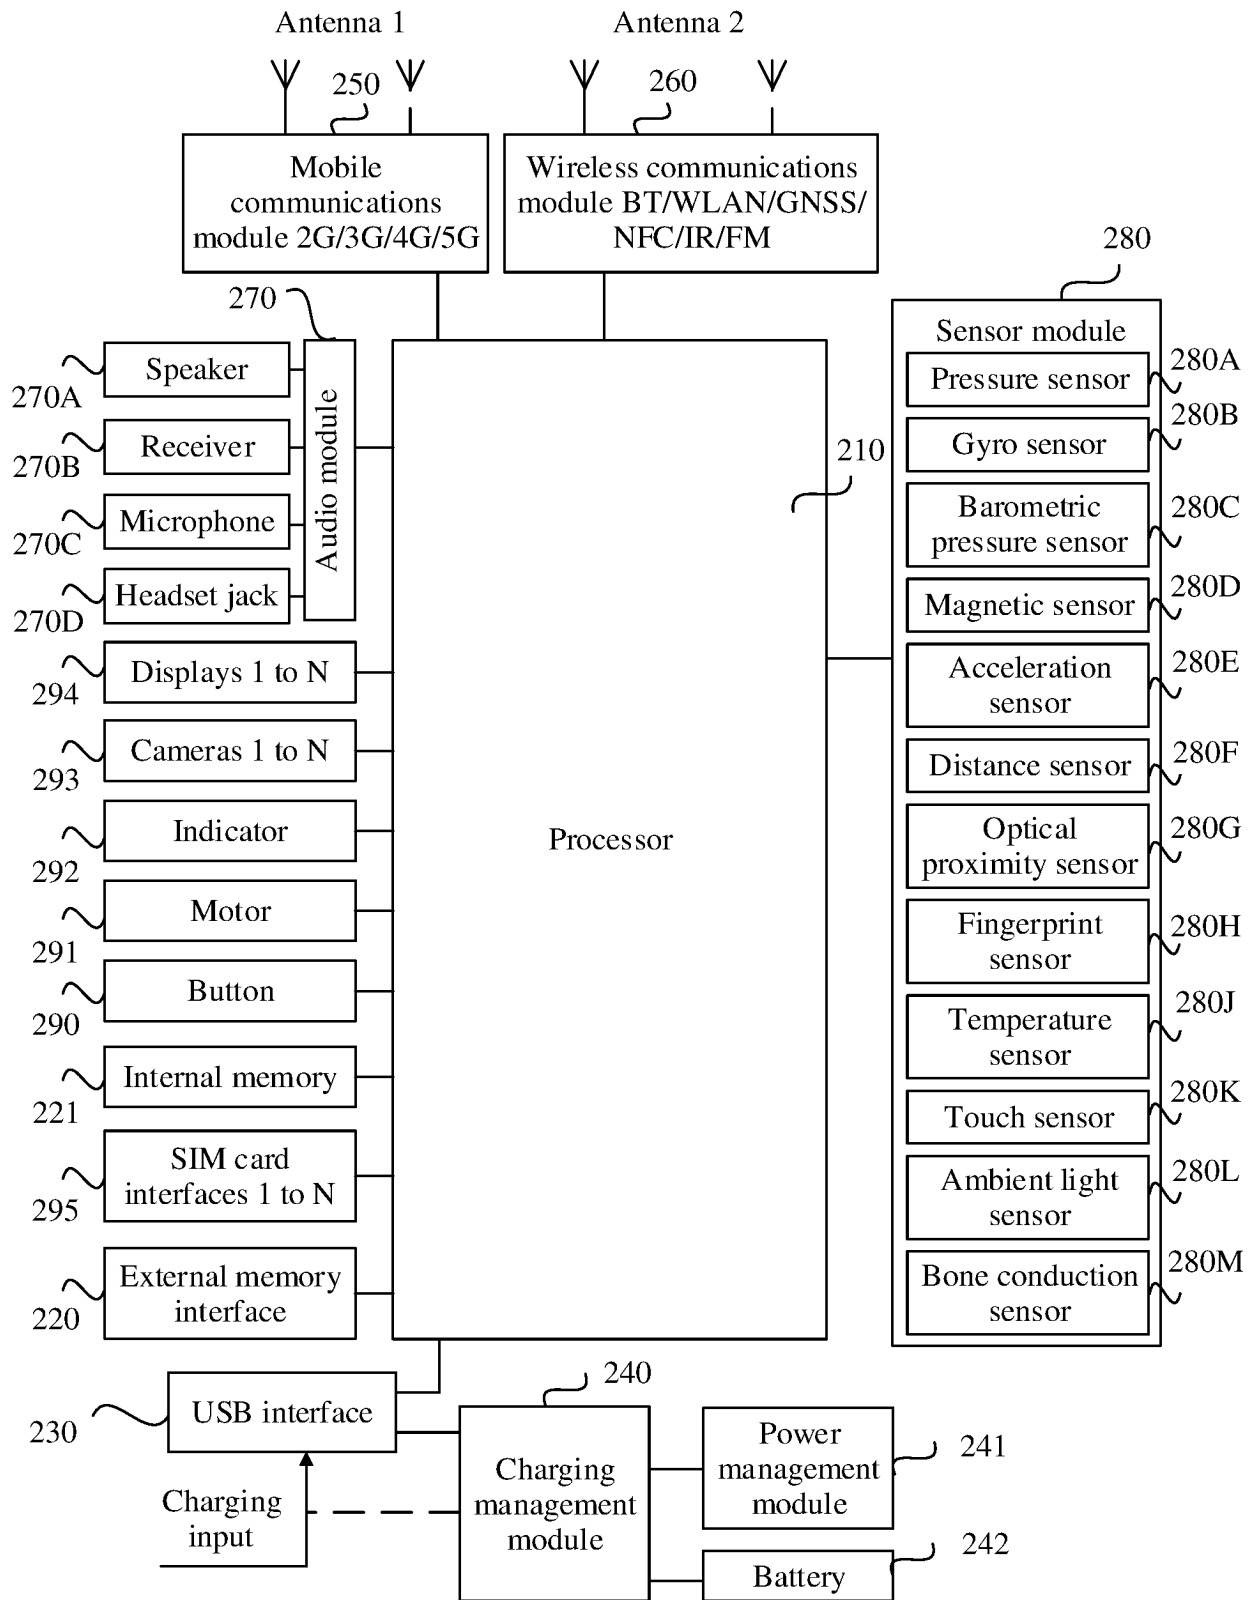 Antenna 1
Antenna 2
250
260
Mobile
communications
module 2G/3G/4G/5G
Wireless communications
module BT/WLAN/GNSS/
NFC/IR/FM
270
280
Speaker
270A
Receiver
270B
Microphone
270C
Headset jack
270D
Audio module
Displays 1 to N
294
Cameras 1 to N
293
Indicator
292
Motor
291
Button
290
Internal memory
221
SIM card
interfaces 1 to N
295
External memory
interface
220
Processor
210
Sensor module
Pressure sensor
280A
Gyro sensor
280B
Barometric
pressure sensor
280C
Magnetic sensor
280D
Acceleration
sensor
280E
Distance sensor
280F
Optical
proximity sensor
280G
Fingerprint
sensor
280H
Temperature
sensor
280J
Touch sensor
280K
Ambient light
sensor
280L
Bone conduction
sensor
280M
USB interface
230
Charging
input
240
Charging
management
module
Power
management
module
241
Battery
242